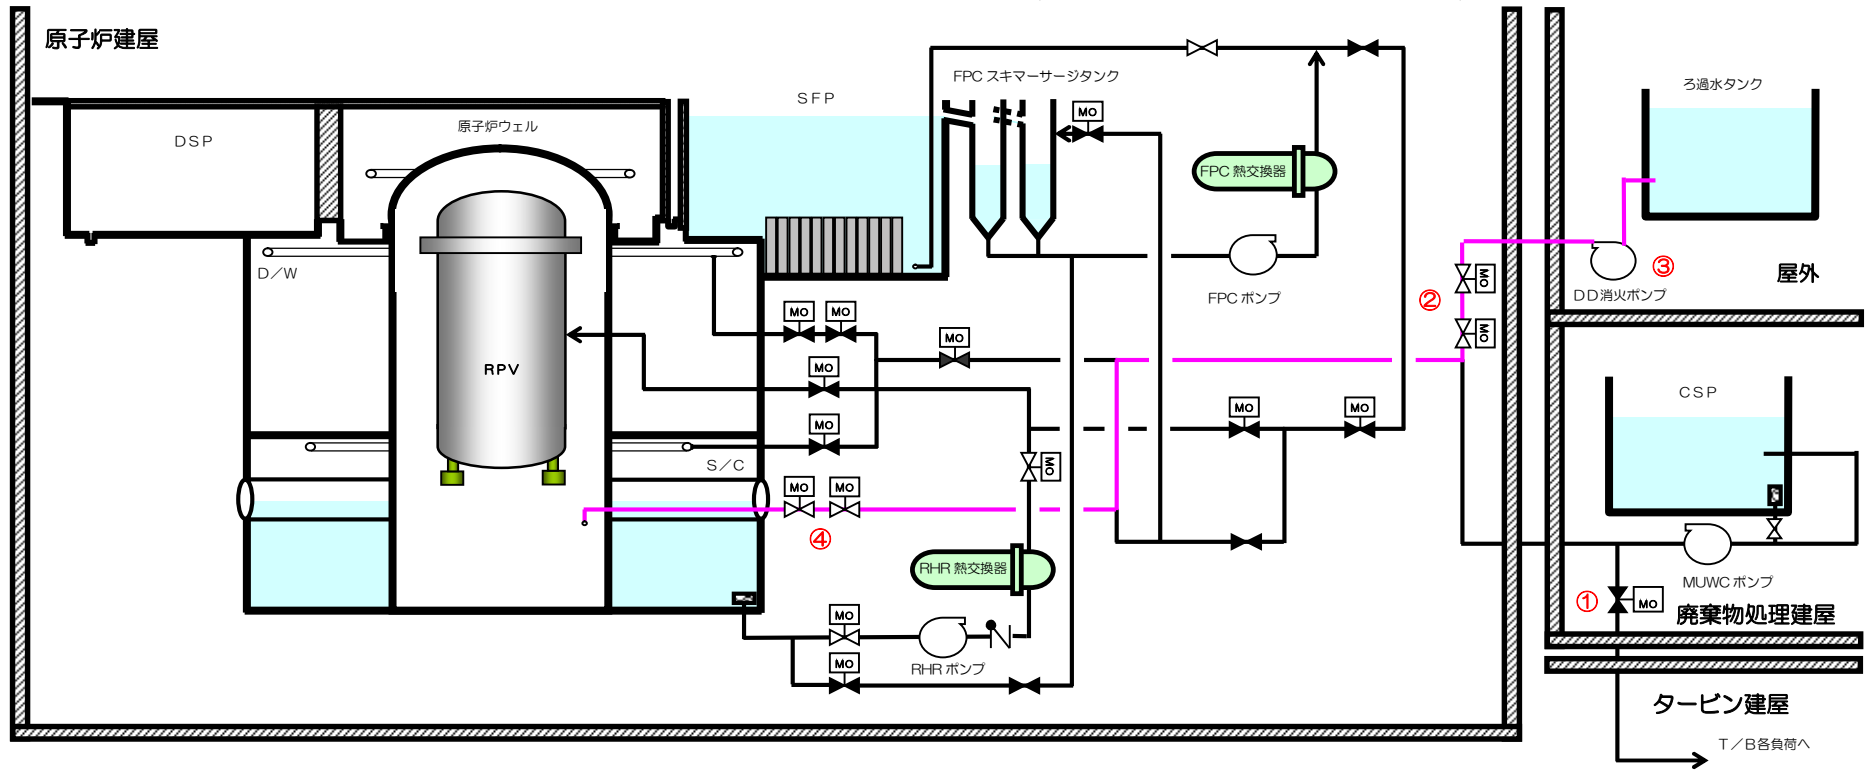 原子炉建屋
DSP
原子炉ウェル
SFP
FPC スキマーサージタンク
MO
FPC 熱交換器
FPC ポンプ
ろ過水タンク
DD消火ポンプ
③
屋外
②
MO
MO
D/W
RPV
MO
MO
MO
MO
MO
MO
MO
CSP
S/C
MO
MO
MO
④
RHR 熱交換器
MUWC ポンプ
①
MO
廃棄物処理建屋
MO
RHR ポンプ
MO
タービン建屋
T/B各負荷へ